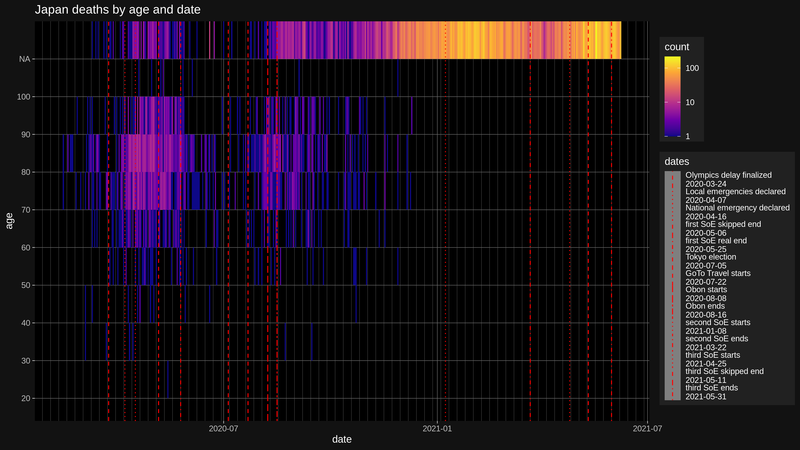 Japan deaths by age and date
NA
100
90
80
70
60
50
40
30
20
age
2020-07
2021-01
2021-07
date
count
100
10
1
dates
Olympics delay finalized
2020-03-24
Local emergencies declared
2020-04-07
National emergency declared
2020-04-16
first SoE skipped end
2020-05-06
first SoE real end
2020-05-25
Tokyo election
2020-07-05
GoTo Travel starts
2020-07-22
Obon starts
2020-08-08
Obon ends
2020-08-16
second SoE starts
2021-01-08
second SoE ends
2021-03-22
third SoE starts
2021-04-25
third SoE skipped end
2021-05-11
third SoE ends
2021-05-31